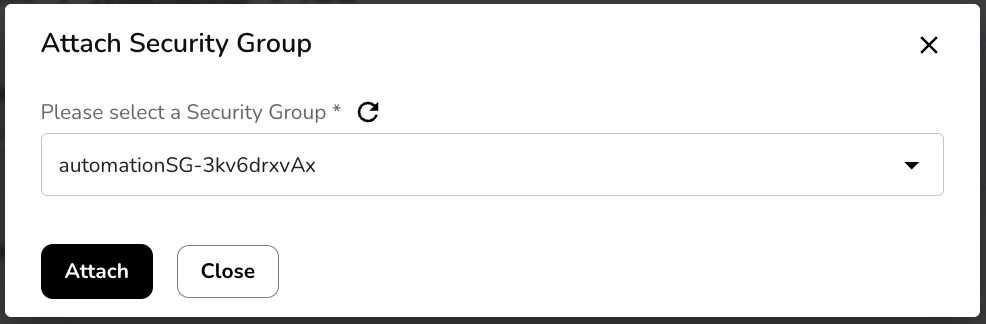 Attach Security Group
Please select a Security Group *
automationSG-3kv6drxvAx
Attach
Close